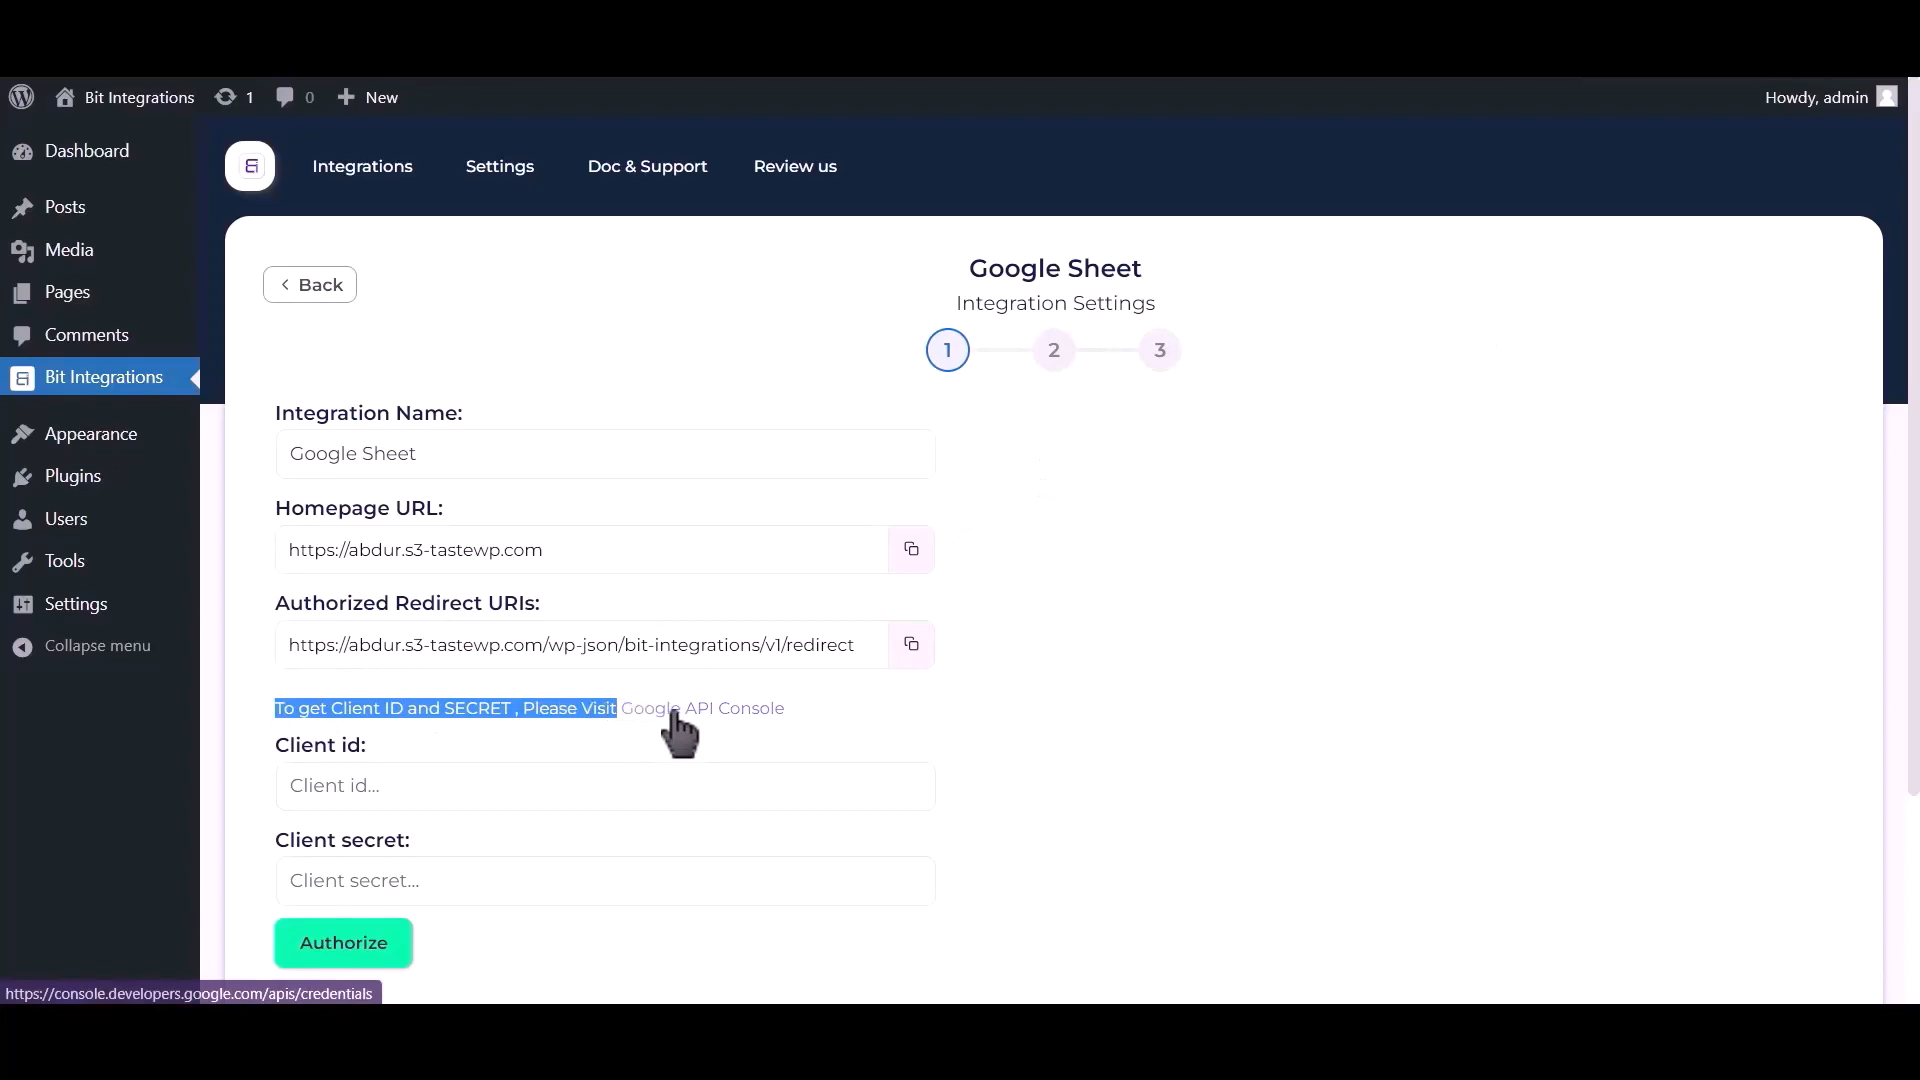 Bit Integrations 1 0 New Howdy, admin
Dashboard
Posts
Media
Pages
Comments
Bit Integrations
Appearance
Plugins
Users
Tools
Settings
Collapse menu
Integrations Settings Doc & Support Review us
Back
Google Sheet
Integration Settings
1 2 3
Integration Name:
Google Sheet
Homepage URL:
https://abdur.s3-tastewp.com
Authorized Redirect URIs:
https://abdur.s3-tastewp.com/wp-json/bit-integrations/v1/redirect
To get Client ID and SECRET , Please Visit Google API Console
Client id:
Client id...
Client secret:
Client secret...
Authorize
https://console.developers.google.com/apis/credentials